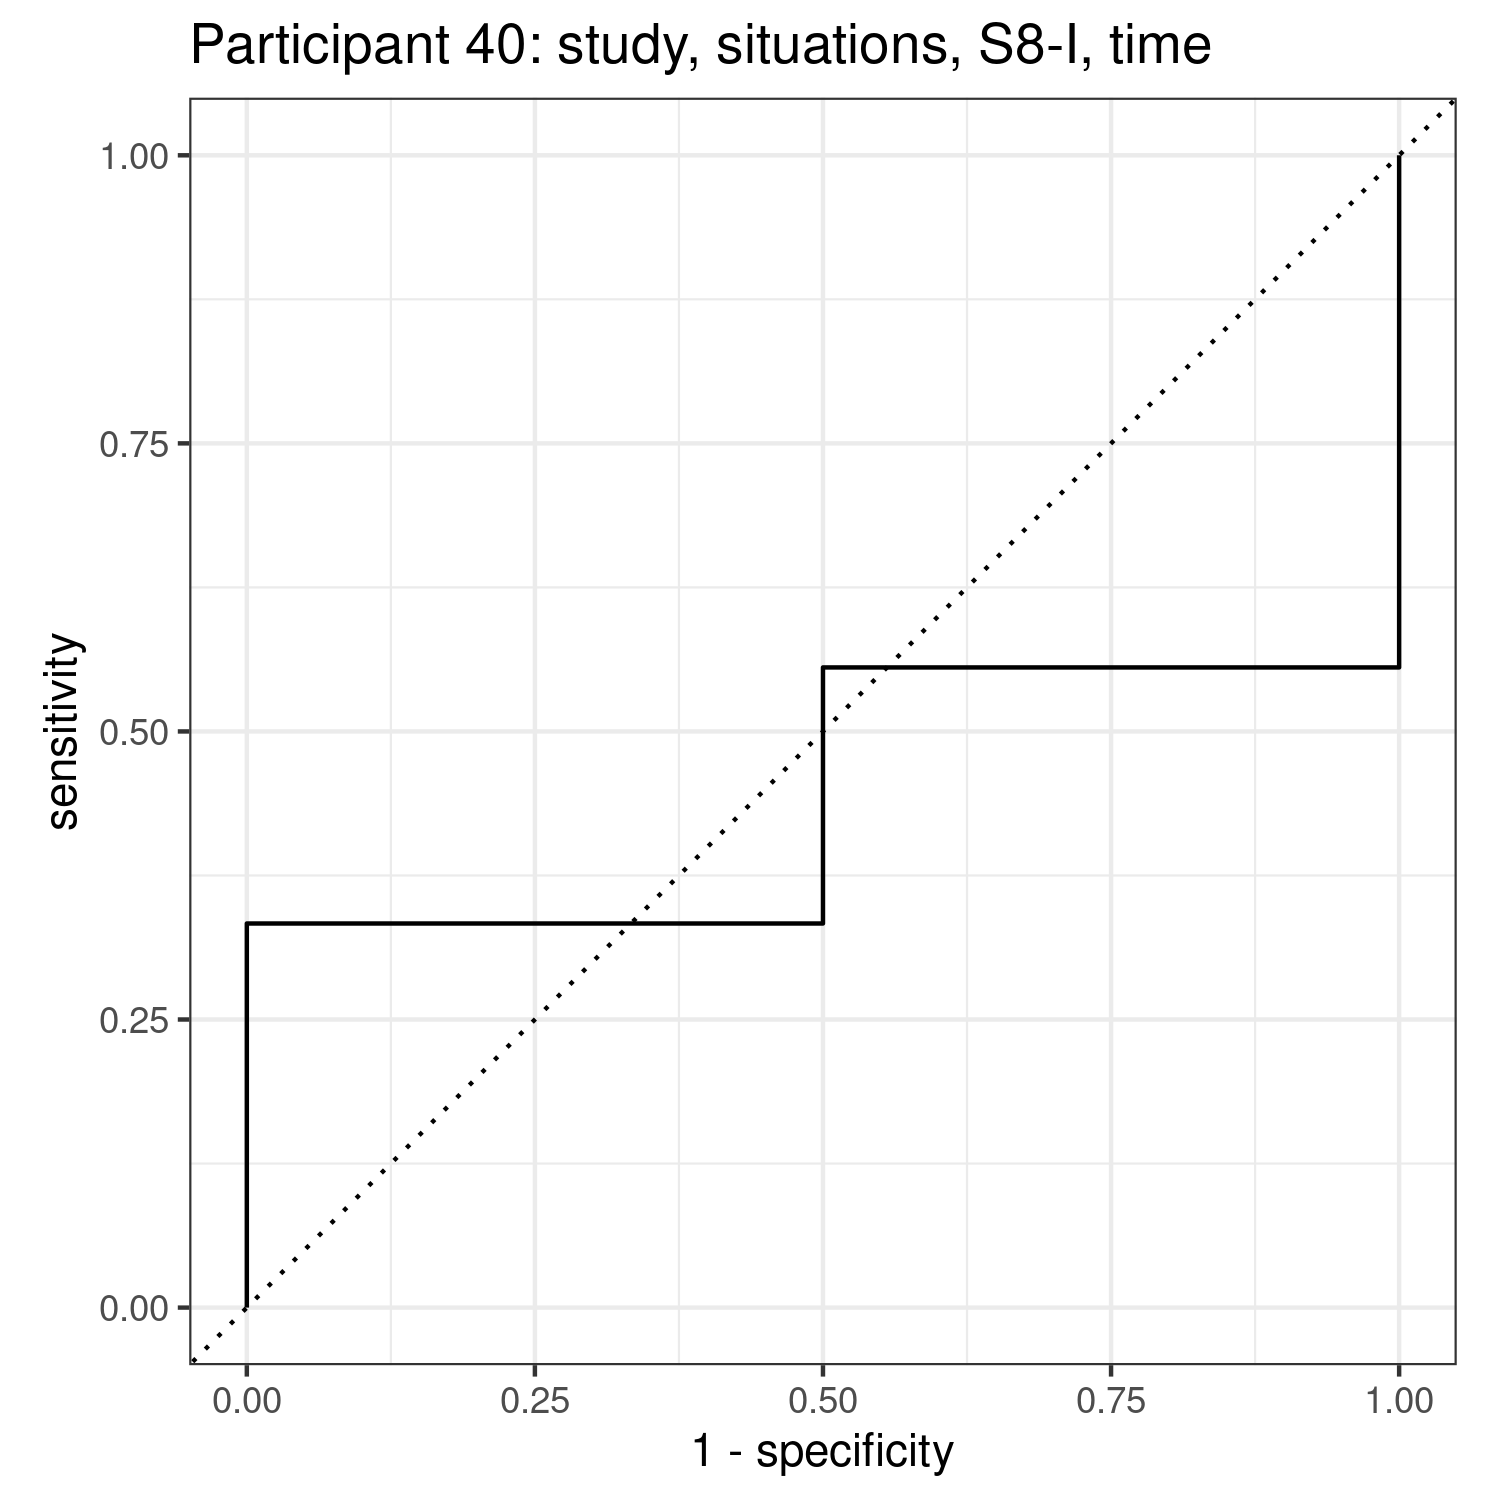 Participant 40: study, situations, S8-I, time
1.00
0.75
0.50
0.25
0.00
sensitivity
0.00 0.25 0.50 0.75 1.00
1 - specificity